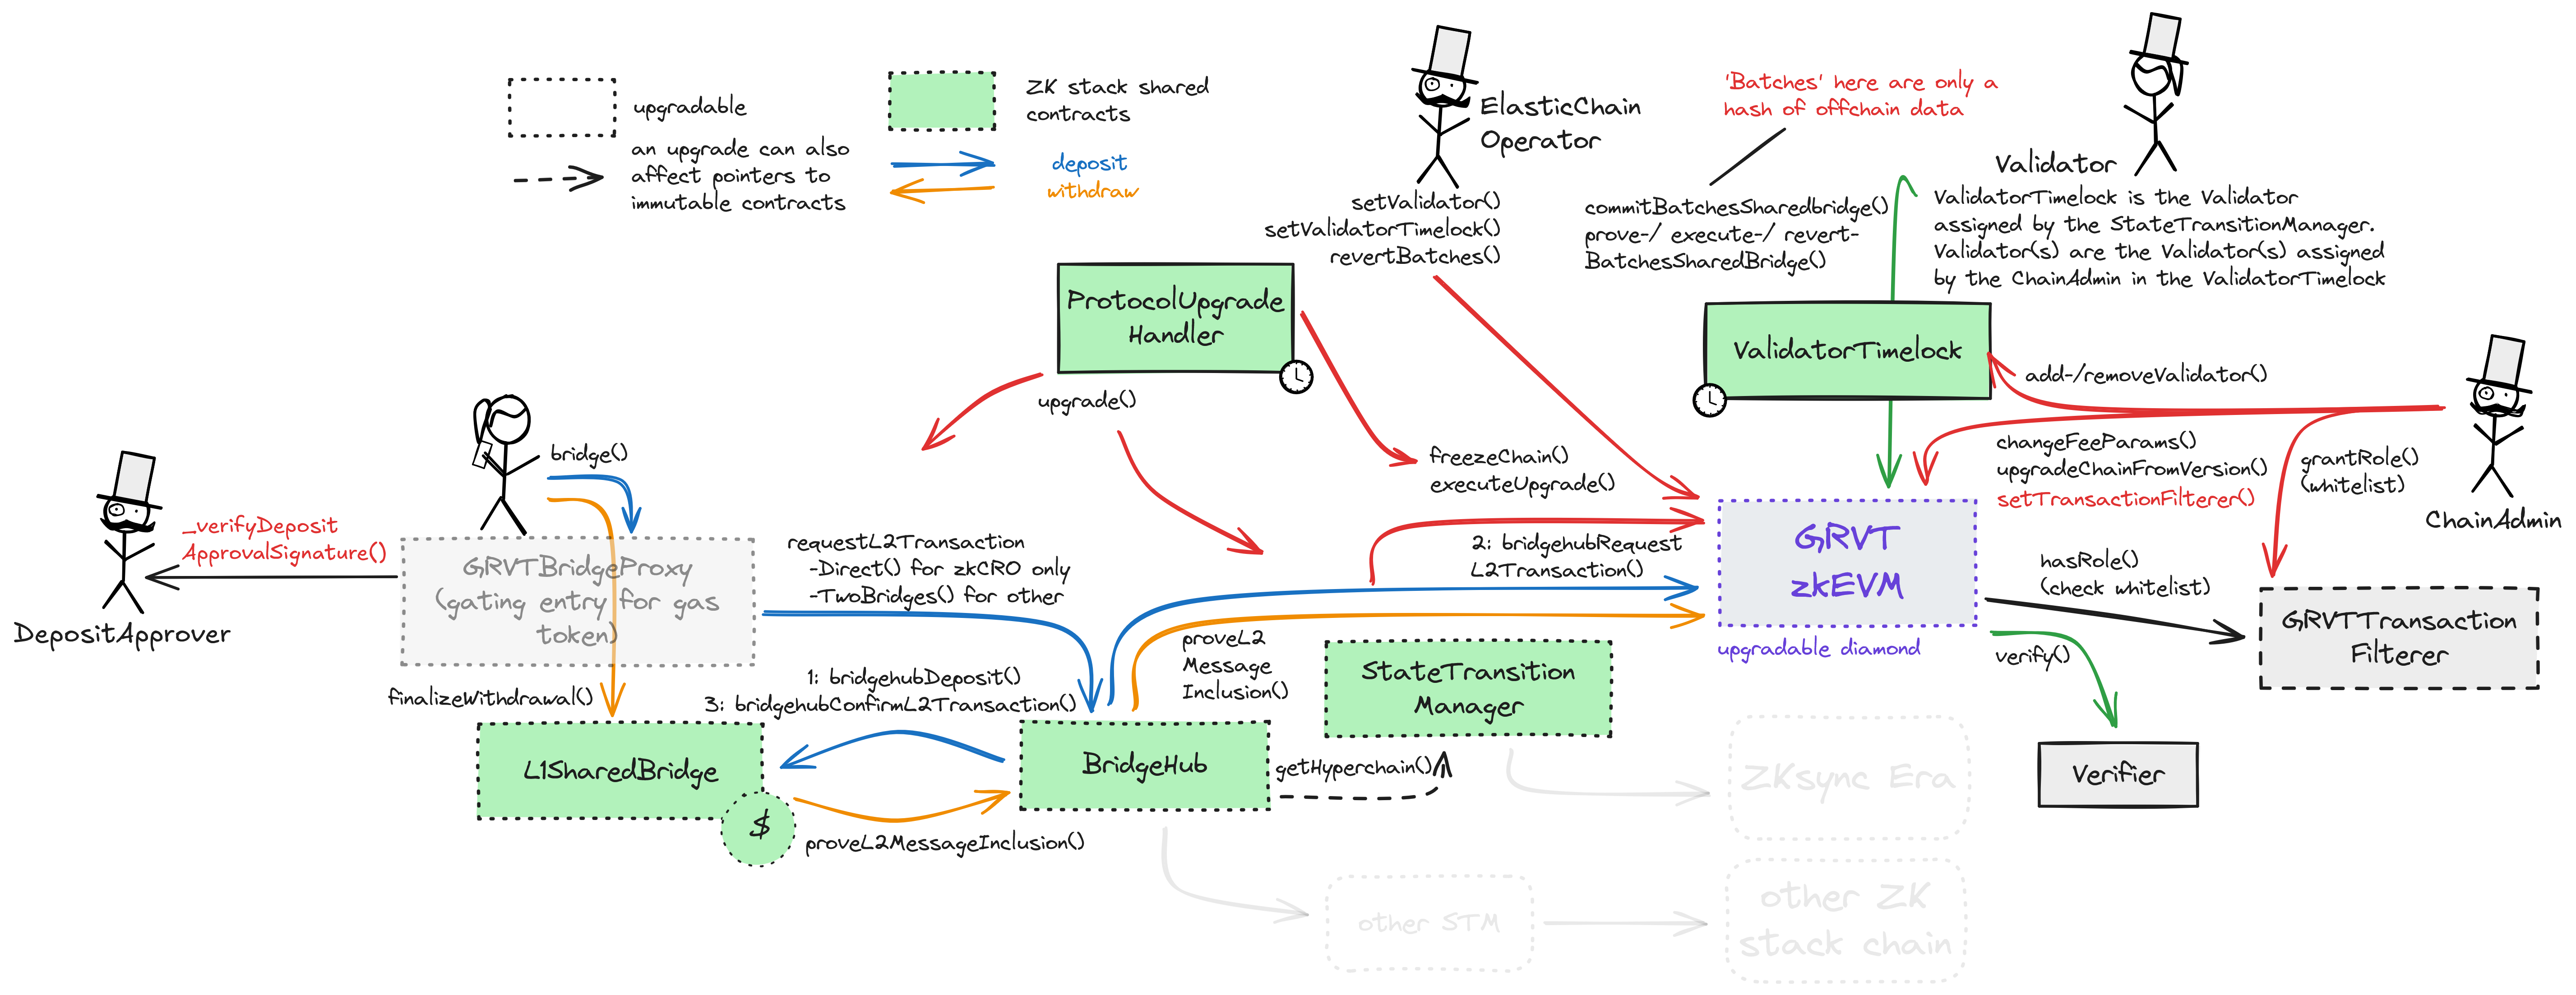 upgradable
an upgrade can also
affect pointers to
immutable contracts
ZK stack shared
contracts
deposit
withdraw
ElasticChain
Operator
setValidator()
setValidatorTimelock()
revertBatches()
'Batches' here are only a
hash of offchain data
commitBatchesSharedbridge()
prove-/ execute-/ revert-
BatchesSharedBridge()
Validator
ValidatorTimelock is the Validator
assigned by the StateTransitionManager.
Validator(s) are the Validator(s) assigned
by the ChainAdmin in the ValidatorTimelock
ProtocolUpgrade
Handler
upgrade()
freezeChain()
executeUpgrade()
ValidatorTimelock
add-/removeValidator()
changeFeeParams()
upgradeChainFromVersion()
setTransactionFilterer()
grantRole()
(whitelist)
ChainAdmin
bridge()
_verifyDeposit
ApprovalSignature()
DepositApprover
GRVTBridgeProxy
(gating entry for gas
token)
requestL2Transaction
-Direct() for zkCRO only
-TwoBridges() for other
2: bridgehubRequest
L2Transaction()
GRVT
zkEVM
upgradable diamond
hasRole()
(check whitelist)
GRVTTransaction
Filterer
verify()
Verifier
finalizeWithdrawal()
1: bridgehubDeposit()
3: bridgehubConfirmL2Transaction()
proveL2
Message
Inclusion()
StateTransition
Manager
L1SharedBridge
$
BridgeHub
getHyperchain()
proveL2MessageInclusion()
ZKsync Era
other STM
other ZK
stack chain